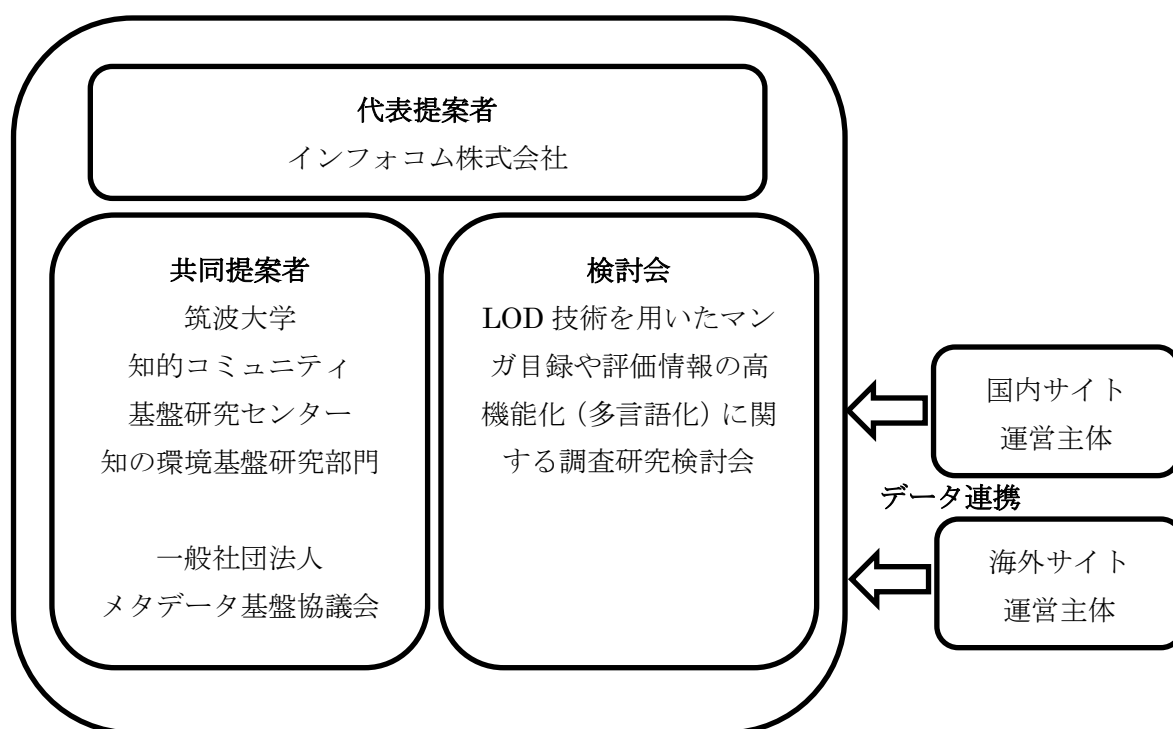 代表提案者
インフォコム株式会社
共同提案者
筑波大学
知的コミュニティ
基盤研究センター
知の環境基盤研究部門
一般社団法人
メタデータ基盤協議会
検討会
LOD 技術を用いたマン
ガ目録や評価情報の高
機能化（多言語化）に関
する調査研究検討会
国内サイト
運営主体
データ連携
海外サイト
運営主体